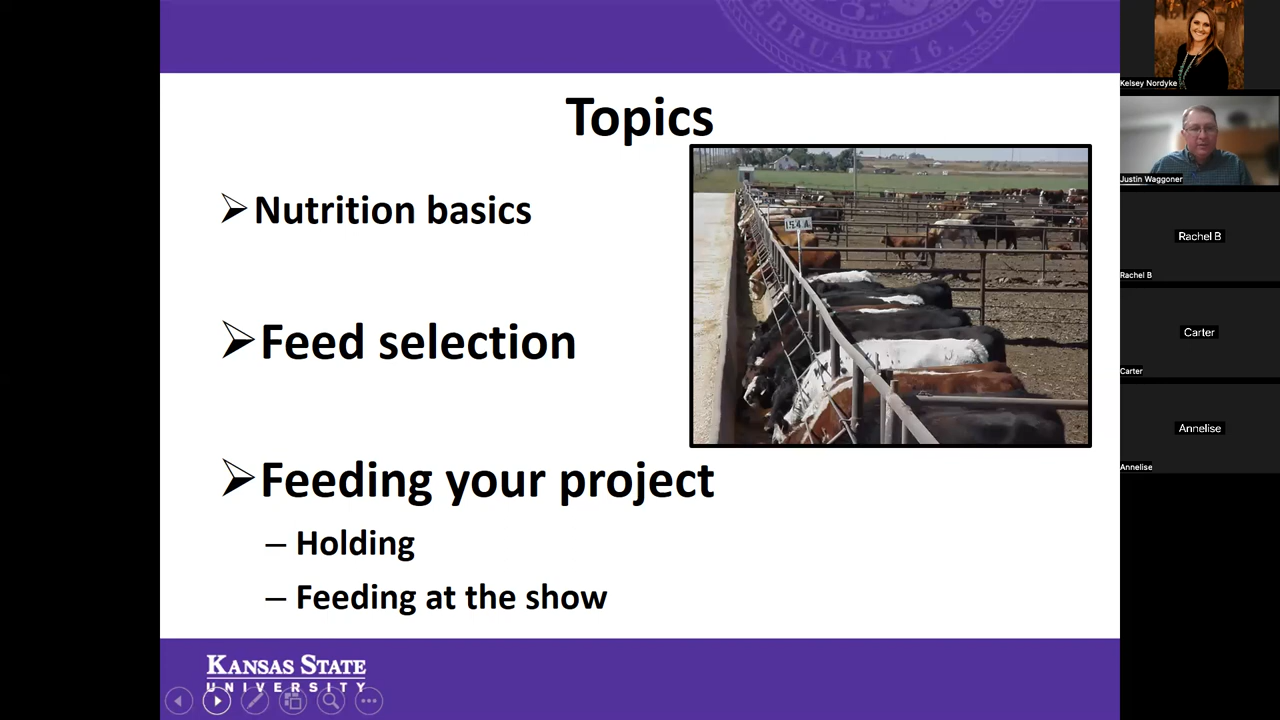 FEBRUARY 16, 186
Topics
Nutrition basics
Feed selection
Feeding your project
– Holding
– Feeding at the show
KANSAS STATE
UNIVERSITY
Kelsey Nordyke
Justin Waggoner
Rachel B
Rachel B
Carter
Carter
Annelise
Annelise